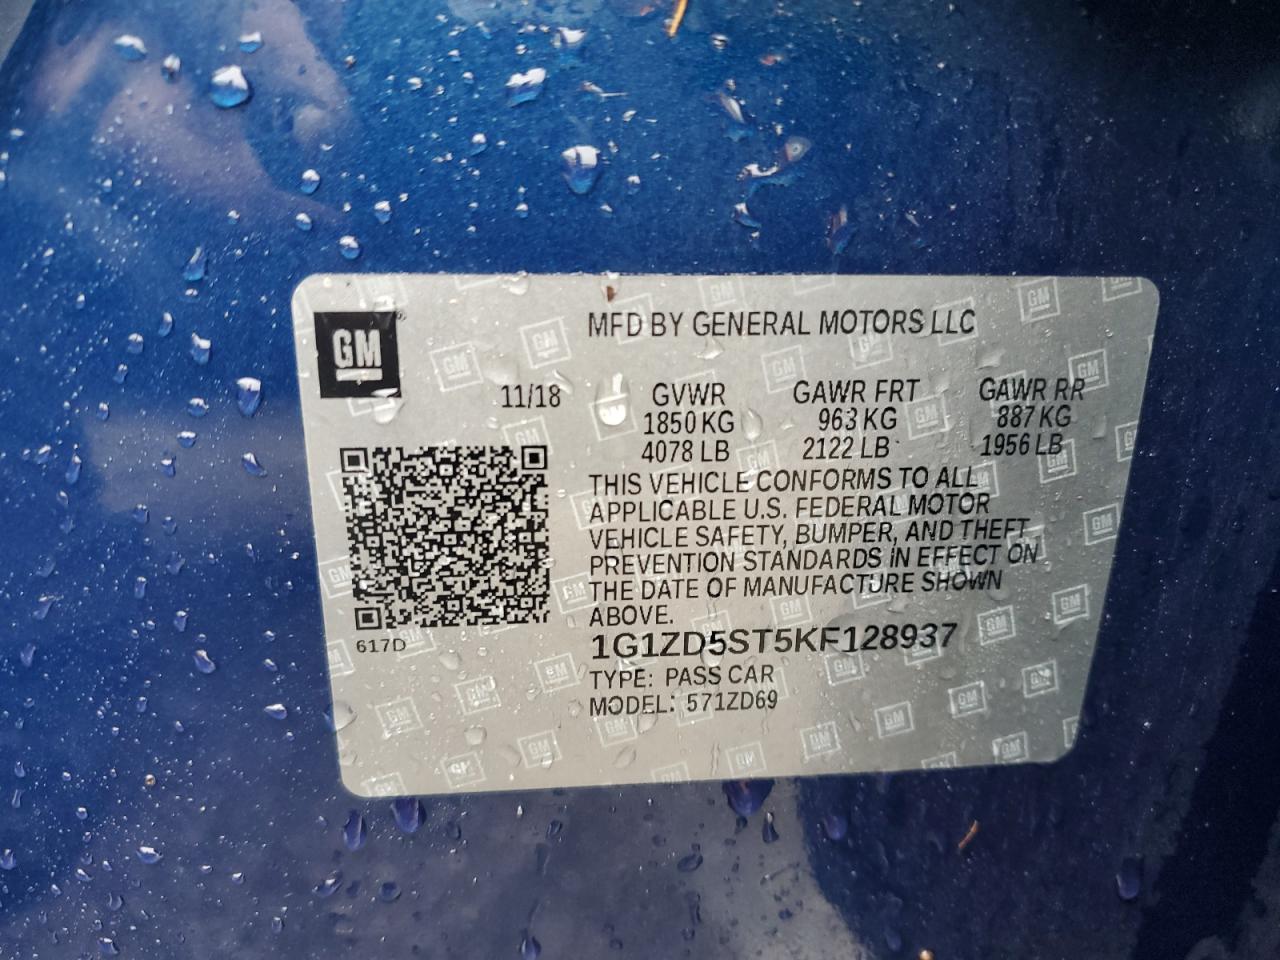 GM
MFD BY GENERAL MOTORS LLC
11/18
GVWR GAWR FRT GAWR RR
1850 KG 963 KG 887 KG
4078 LB 2122 LB 1956 LB
THIS VEHICLE CONFORMS TO ALL
APPLICABLE U.S. FEDERAL MOTOR
VEHICLE SAFETY, BUMPER, AND THEFT
PREVENTION STANDARDS IN EFFECT ON
THE DATE OF MANUFACTURE SHOWN
ABOVE.
617D
1G1ZD5ST5KF128937
TYPE: PASS CAR
MODEL: 571ZD69